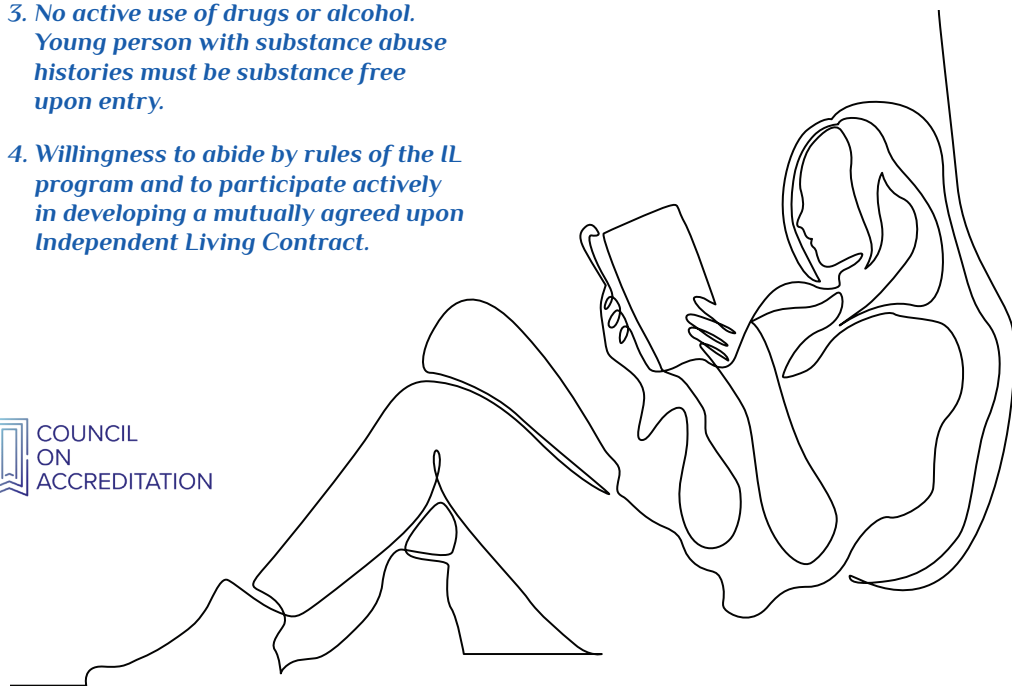 3. No active use of drugs or alcohol.
Young person with substance abuse
histories must be substance free
upon entry.
4. Willingness to abide by rules of the IL
program and to participate actively
in developing a mutually agreed upon
Independent Living Contract.
COUNCIL
ON
ACCREDITATION